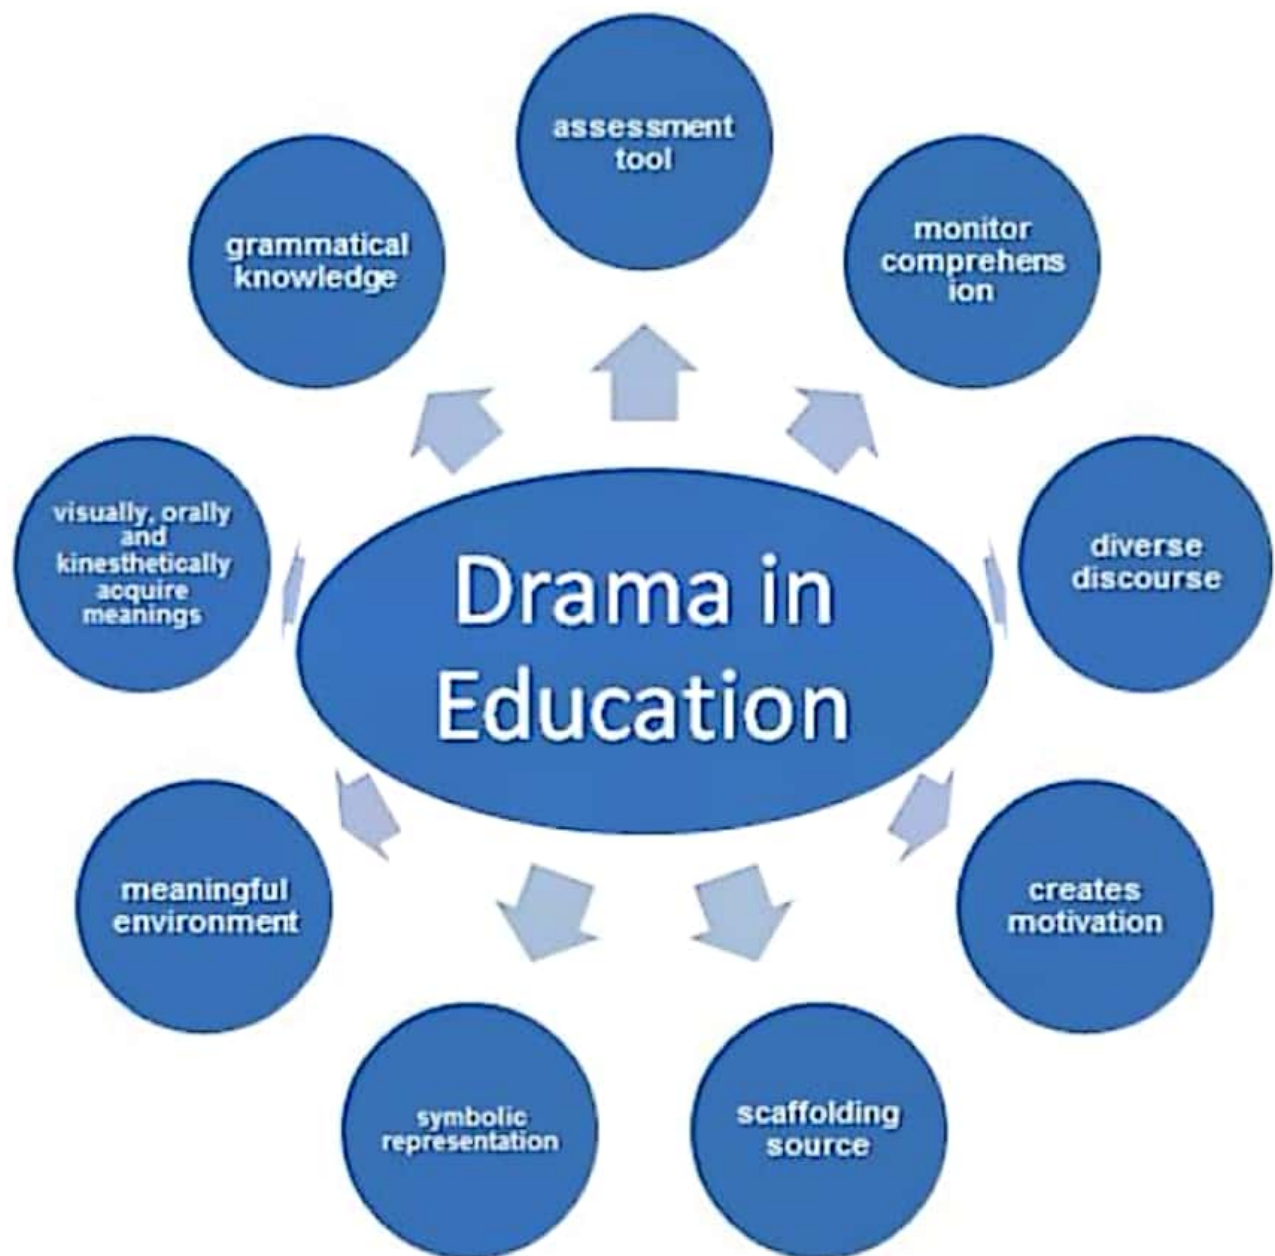 assessment
tool
monitor
comprehens
ion
diverse
discourse
creates
motivation
scaffolding
source
symbolic
representation
meaningful
environment
visually, orally
and
kinesthetically
acquire
meanings
grammatical
knowledge
Drama in
Education